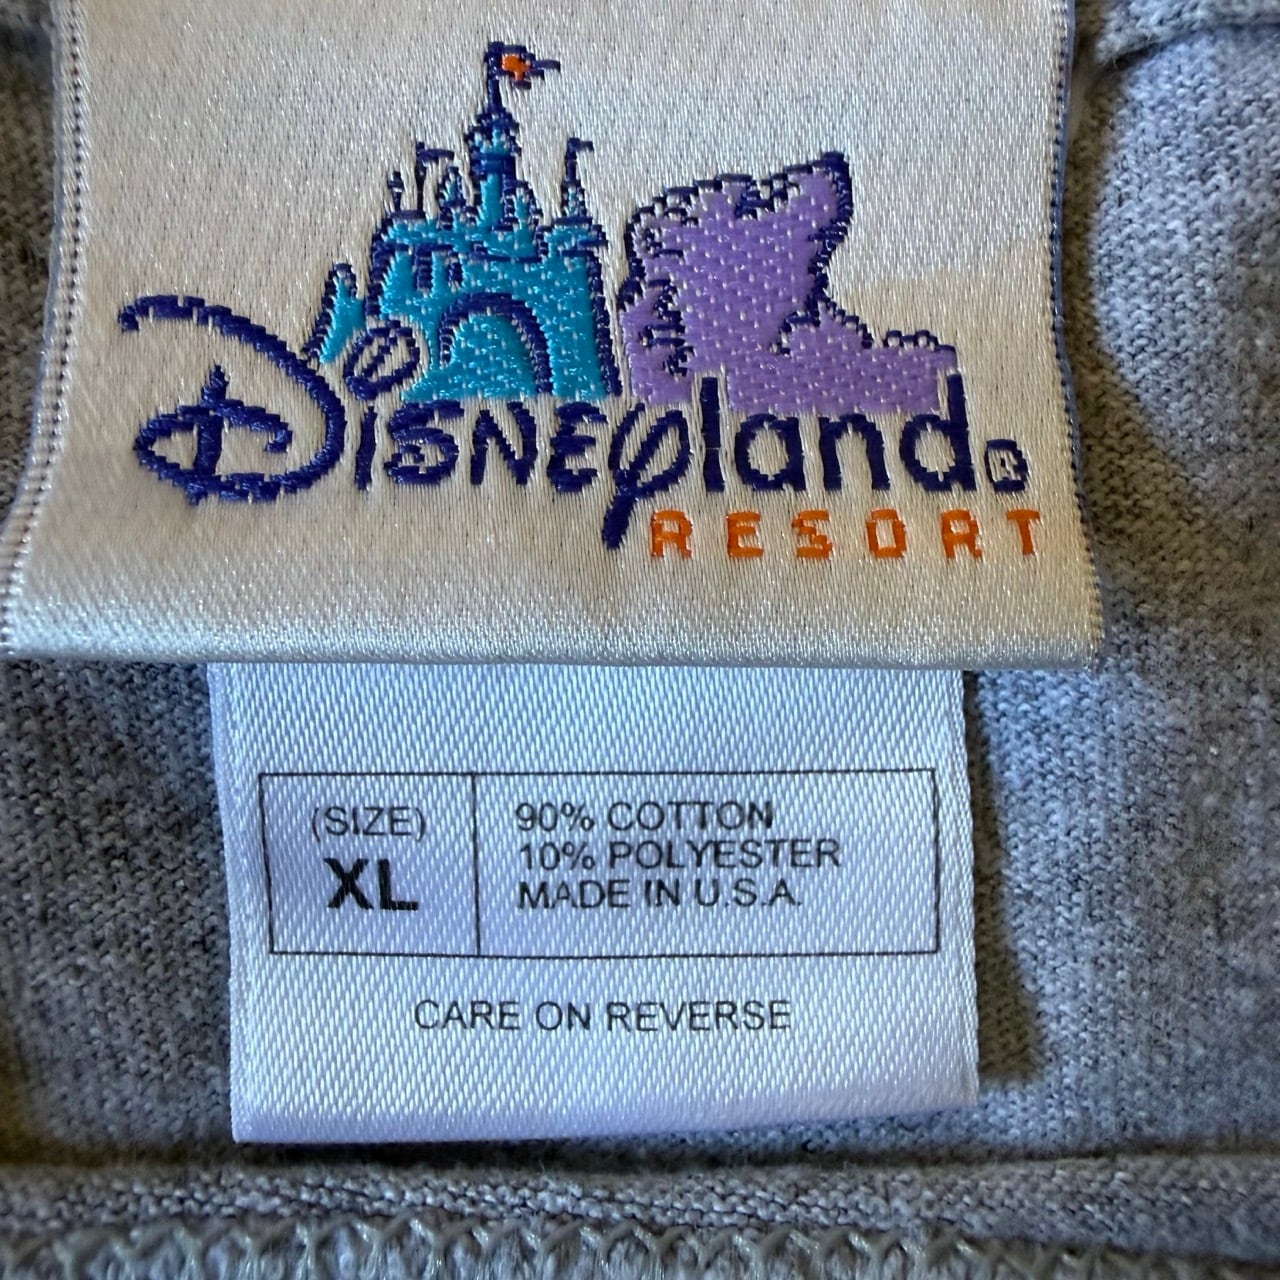 Disneyland®
RESORT
(SIZE)
XL
90% COTTON
10% POLYESTER
MADE IN U.S.A.
CARE ON REVERSE